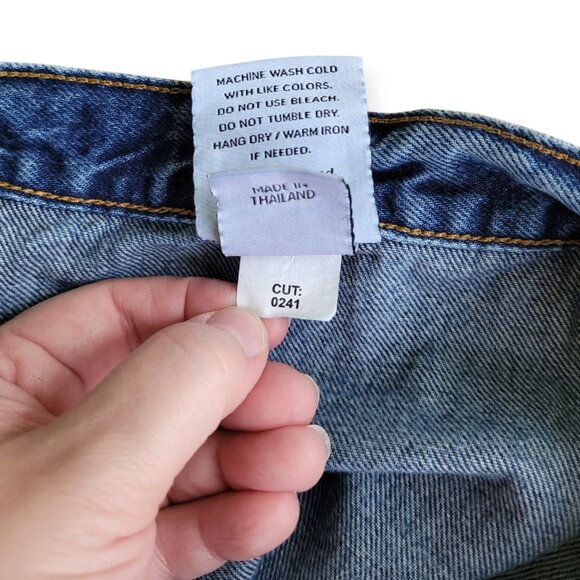 MACHINE WASH COLD
WITH LIKE COLORS.
DO NOT USE BLEACH.
DO NOT TUMBLE DRY.
HANG DRY / WARM IRON
IF NEEDED.
MADE IN
THAILAND
CUT:
0241